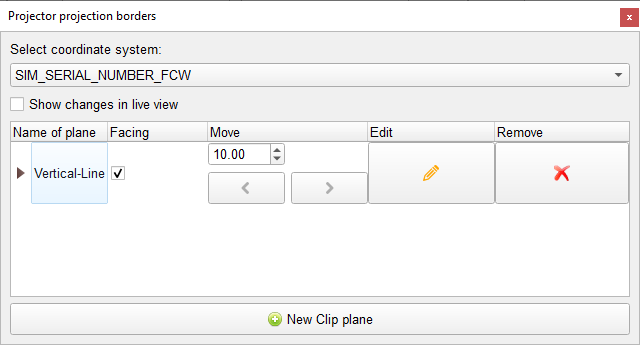 Projector projection borders
Select coordinate system:
SIM_SERIAL_NUMBER_FCW
Show changes in live view
Name of plane Facing Move Edit Remove
10.00
Vertical-Line
New Clip plane